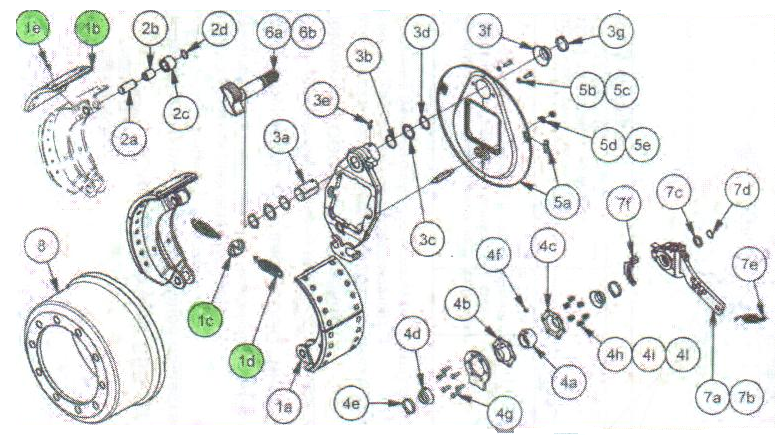 1e 1b 2b 2d 6a 6b 3d 3f 3g
3b
3e 5b 5c
2a 2c
3a 5d 5e
5a
7c 7d
7f
3c
8 4f 4c 7e
1c 1d 4b
4d 4h 4i 4l
1a 4e 4g 4a 7a 7b